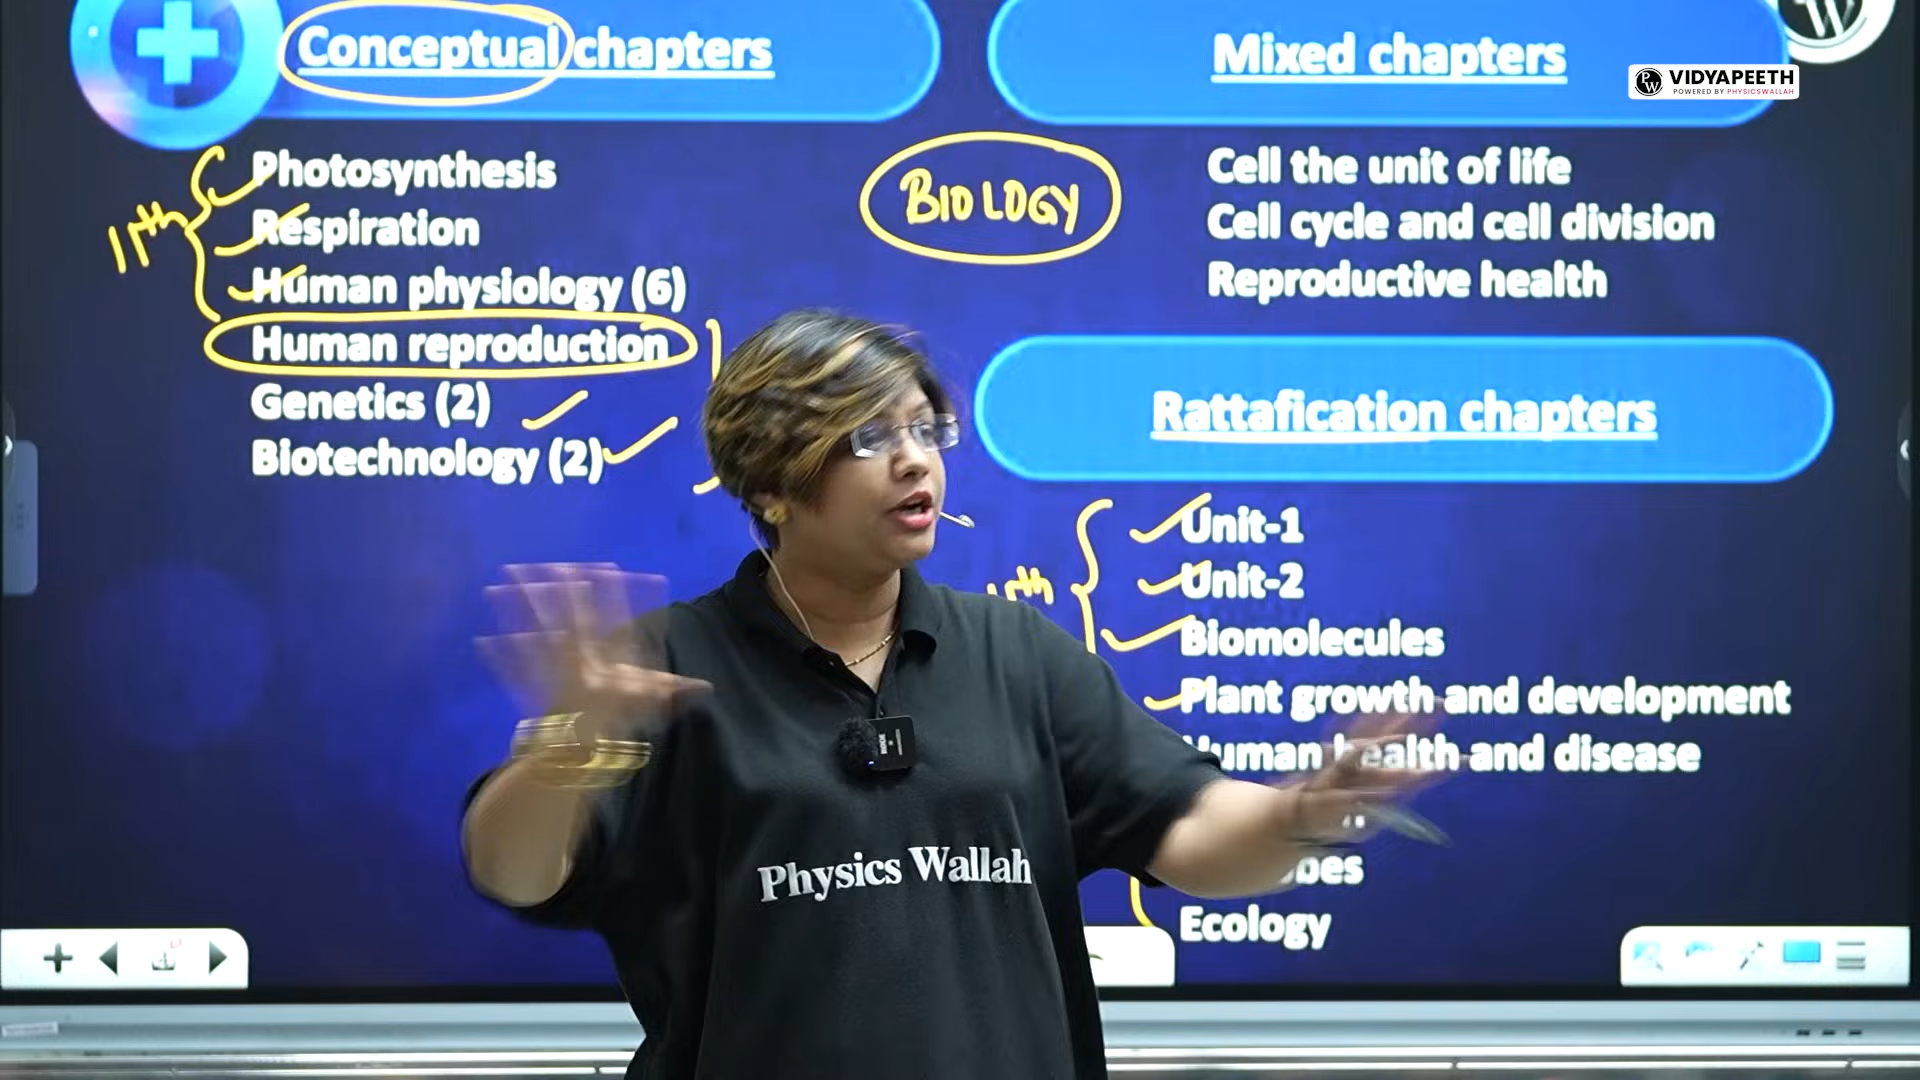 Conceptual chapters
Photosynthesis
Respiration
Human physiology (6)
Human reproduction
Genetics (2)
Biotechnology (2)
11th
BIOLOGY
Mixed chapters
PW VIDYAPEETH
POWERED BY PHYSICSWALLAH
Cell the unit of life
Cell cycle and cell division
Reproductive health
Rattafication chapters
Unit-1
Unit-2
Biomolecules
Plant growth and development
Human health and disease
Ecology
Physics Wallah